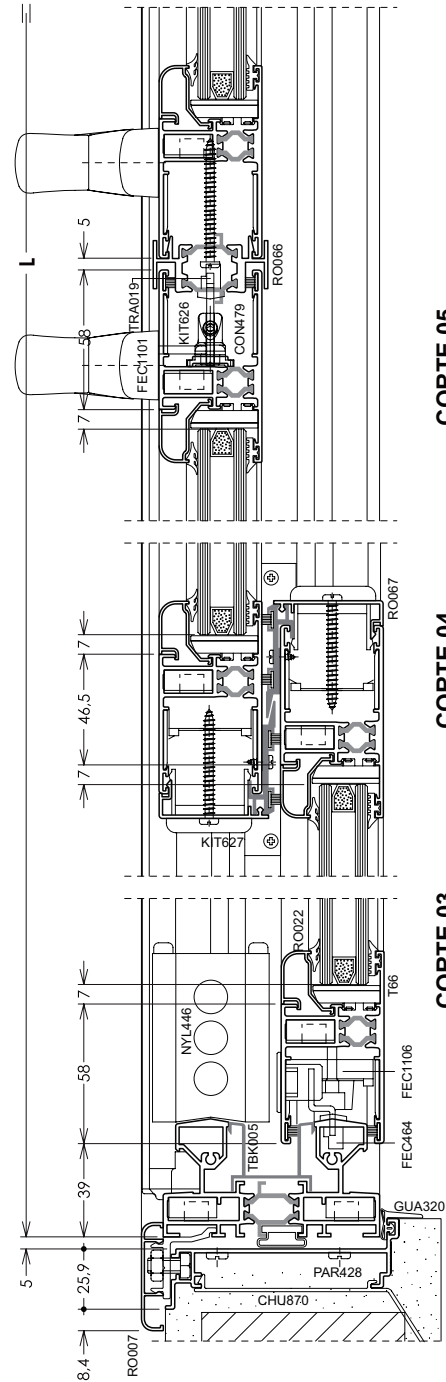 L
5
58
7
7
46,5
7
7
58
39
5
25,9
8,4
TRA019
FEC1101
KIT626
CON479
RO066
KIT627
RO067
NYL446
RO022
T66
TBK005
FEC1106
FEC464
GUA320
PAR428
CHU870
RO007
CORTE 03
CORTE 04
CORTE 05